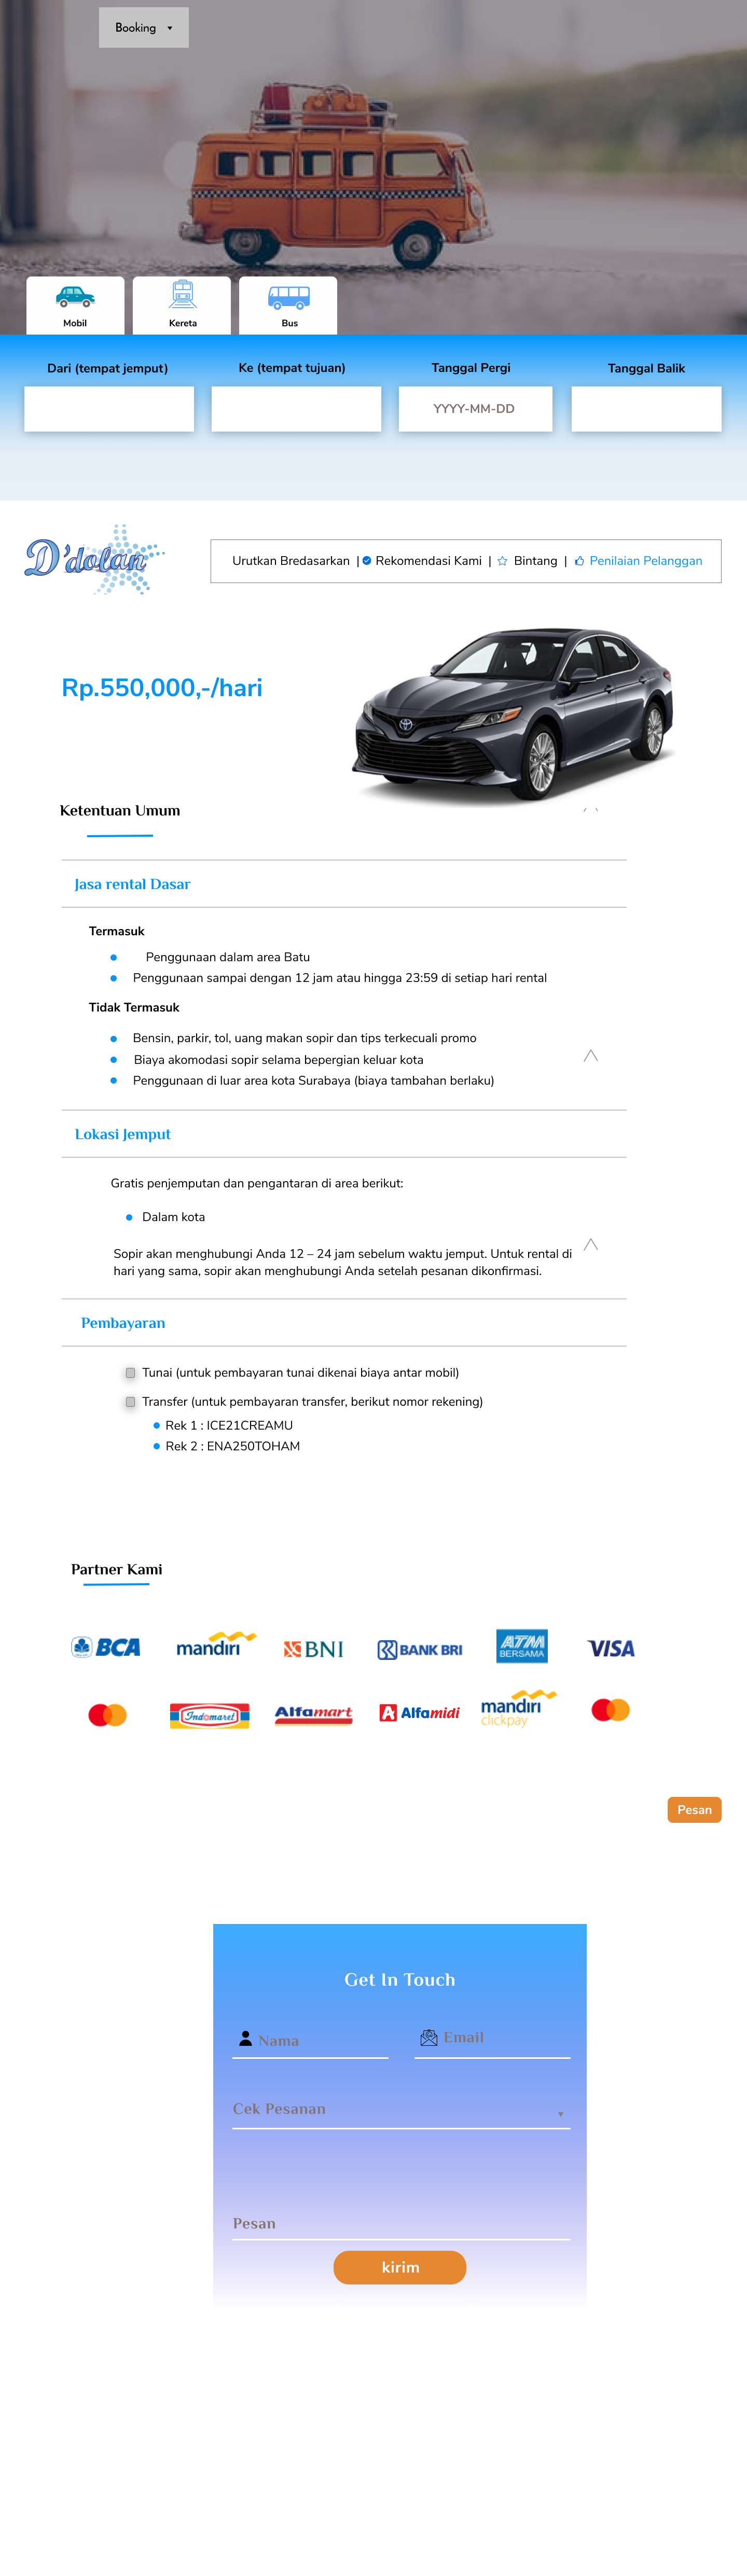 Booking ▾
Mobil
Kereta
Bus
Dari (tempat jemput)
Ke (tempat tujuan)
Tanggal Pergi
Tanggal Balik
YYYY-MM-DD
D'dolan
Urutkan Bredasarkan | Rekomendasi Kami | Bintang | Penilaian Pelanggan
Rp.550,000,-/hari
Ketentuan Umum
Jasa rental Dasar
Termasuk
Penggunaan dalam area Batu
Penggunaan sampai dengan 12 jam atau hingga 23:59 di setiap hari rental
Tidak Termasuk
Bensin, parkir, tol, uang makan sopir dan tips terkecuali promo
Biaya akomodasi sopir selama bepergian keluar kota
Penggunaan di luar area kota Surabaya (biaya tambahan berlaku)
Lokasi Jemput
Gratis penjemputan dan pengantaran di area berikut:
Dalam kota
Sopir akan menghubungi Anda 12 – 24 jam sebelum waktu jemput. Untuk rental di
hari yang sama, sopir akan menghubungi Anda setelah pesanan dikonfirmasi.
Pembayaran
Tunai (untuk pembayaran tunai dikenai biaya antar mobil)
Transfer (untuk pembayaran transfer, berikut nomor rekening)
Rek 1 : ICE21CREAMU
Rek 2 : ENA250TOHAM
Partner Kami
BCA
mandiri
BNI
BANK BRI
ATM
BERSAMA
VISA
Indomaret
Alfamart
Alfamidi
mandiri
clickpay
Pesan
Get In Touch
Nama
Email
Cek Pesanan
Pesan
kirim